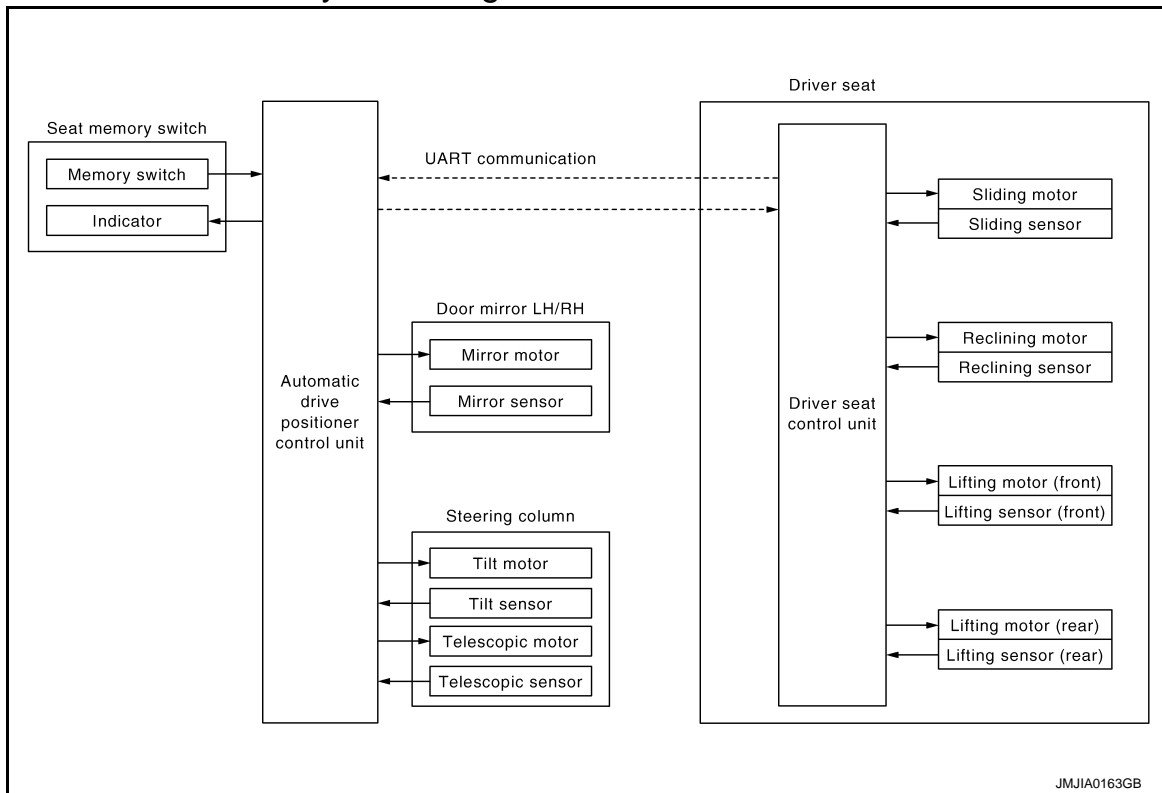 Driver seat
Seat memory switch
Memory switch
Indicator
UART communication
Sliding motor
Sliding sensor
Door mirror LH/RH
Mirror motor
Mirror sensor
Reclining motor
Reclining sensor
Automatic
drive
positioner
control unit
Driver seat
control unit
Lifting motor (front)
Lifting sensor (front)
Steering column
Tilt motor
Tilt sensor
Telescopic motor
Telescopic sensor
Lifting motor (rear)
Lifting sensor (rear)
JMJIA0163GB